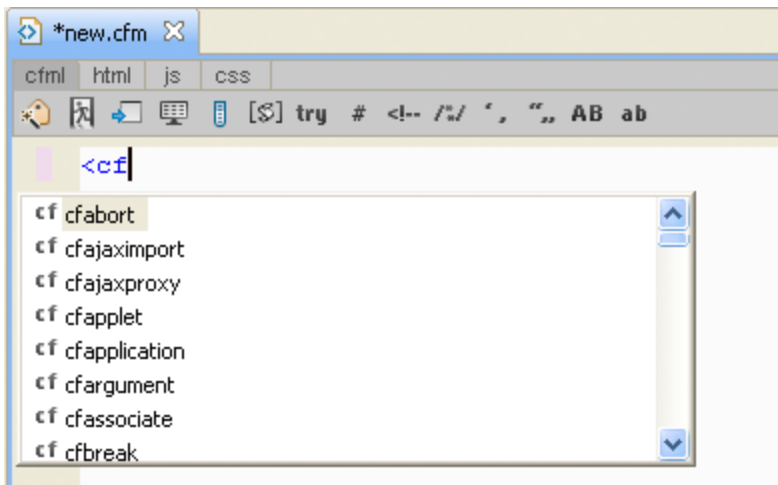 *new.cfm
cfml html js css
[S] try # <!-- /*/ ‘, “,, AB ab
<cf
cf cfabort
cf cfajaximport
cf cfajaxproxy
cf cfapplet
cf cfapplication
cf cfargument
cf cfassociate
cf cfbreak